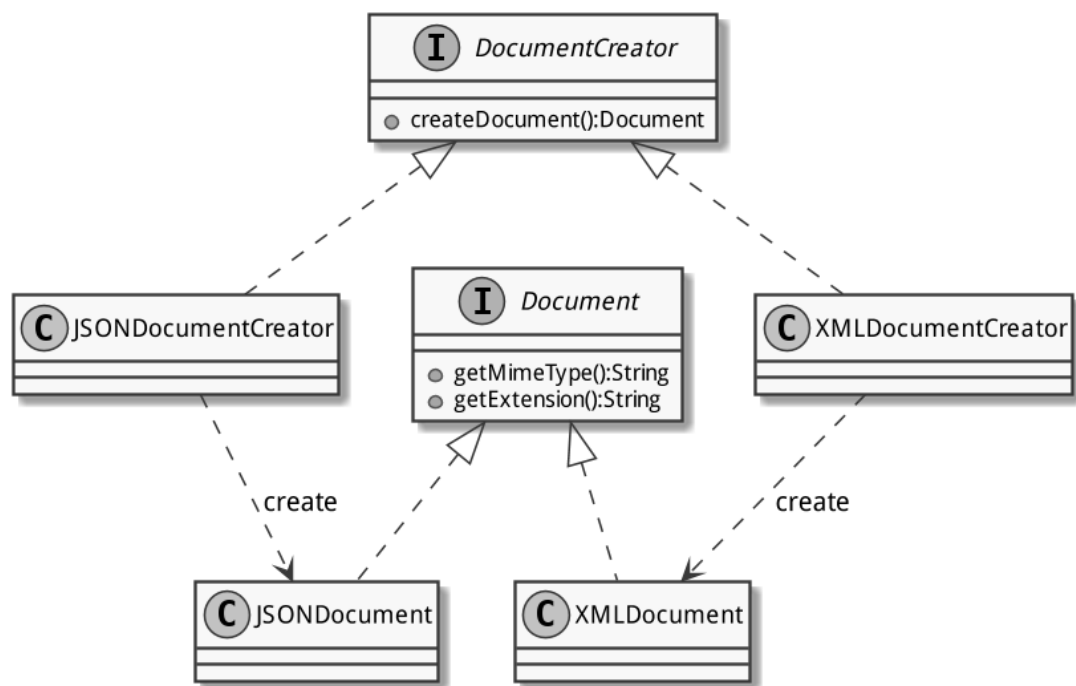 I DocumentCreator
createDocument():Document
C JSONDocumentCreator
I Document
getMimeType():String
getExtension():String
C XMLDocumentCreator
create
create
C JSONDocument
C XMLDocument